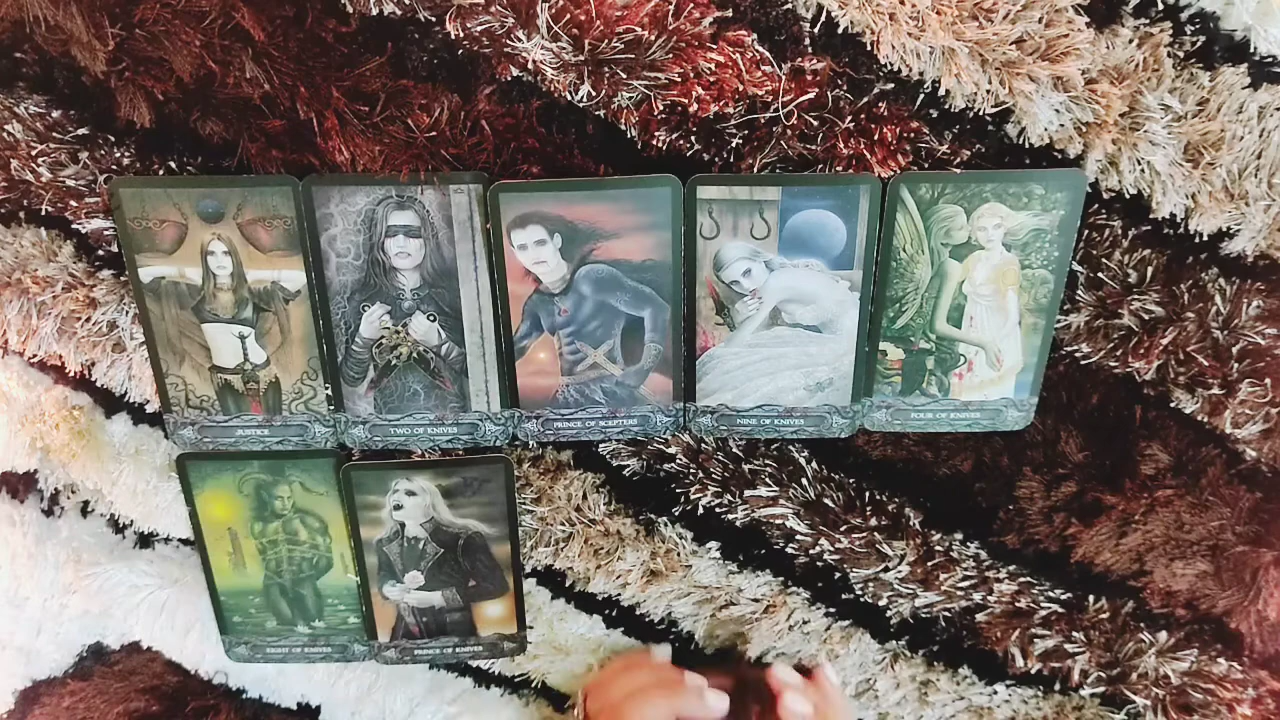 JUSTICE
TWO OF KNIVES
PRINCE OF SCEPTERS
NINE OF KNIVES
FOUR OF KNIVES
EIGHT OF KNIVES
PRINCE OF KNIVES